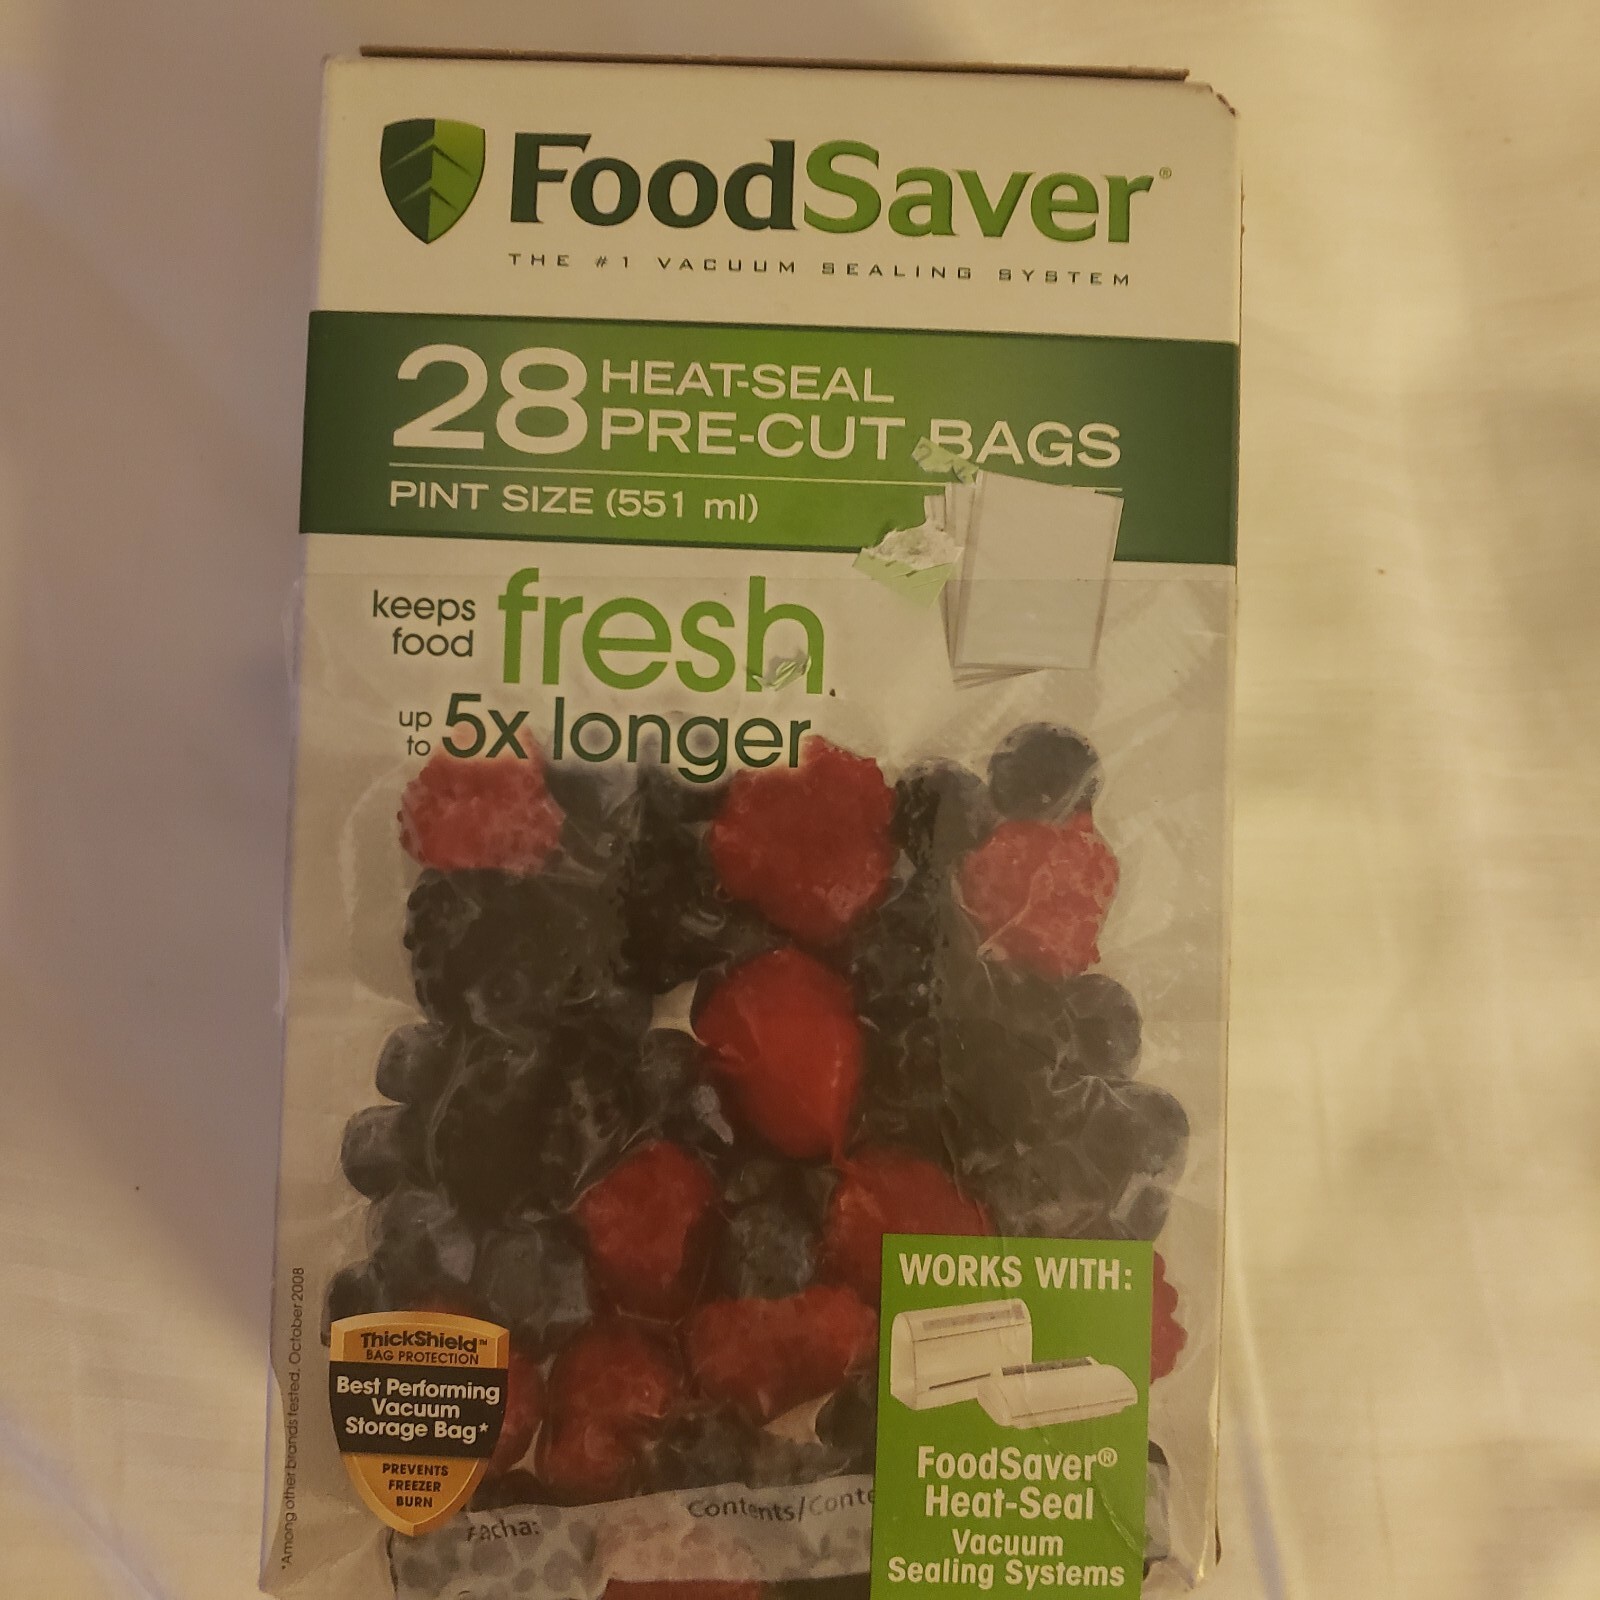 FoodSaver®
THE #1 VACUUM SEALING SYSTEM
28 HEAT-SEAL
PRE-CUT BAGS
PINT SIZE (551 ml)
keeps
food
fresh
up
to
5x longer
*Among other brands tested, October 2008
ThickShield™
BAG PROTECTION
Best Performing
Vacuum
Storage Bag*
PREVENTS
FREEZER
BURN
Contents/Conte
Facha:
WORKS WITH:
FoodSaver®
Heat-Seal
Vacuum
Sealing Systems